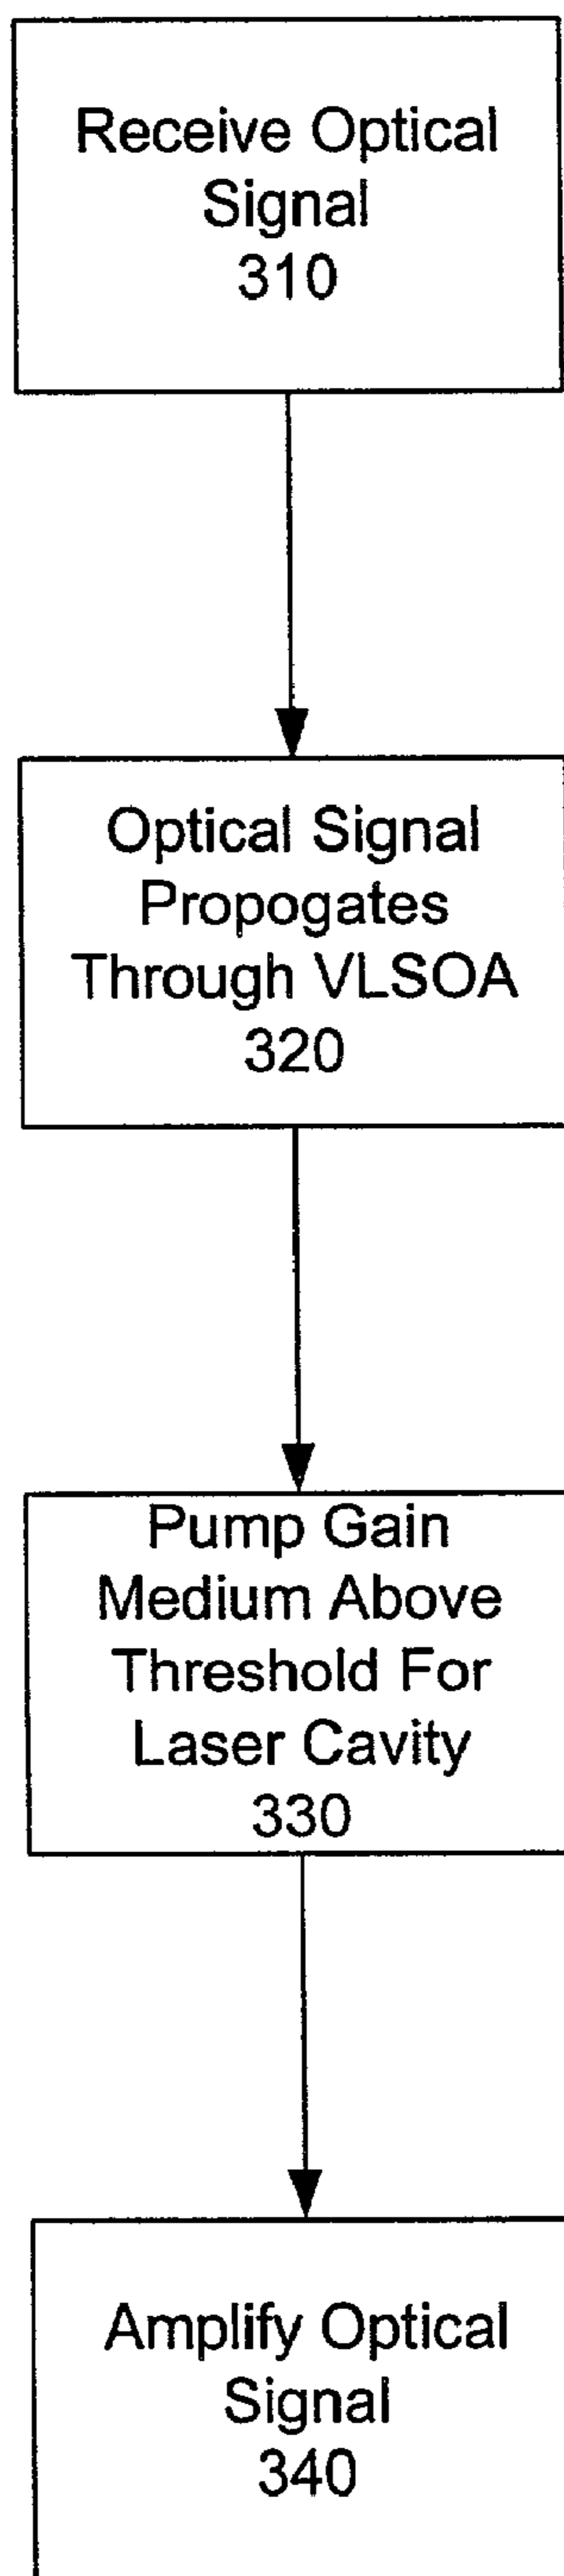 Receive Optical
Signal
310
Optical Signal
Propogates
Through VLSOA
320
Pump Gain
Medium Above
Threshold For
Laser Cavity
330
Amplify Optical
Signal
340